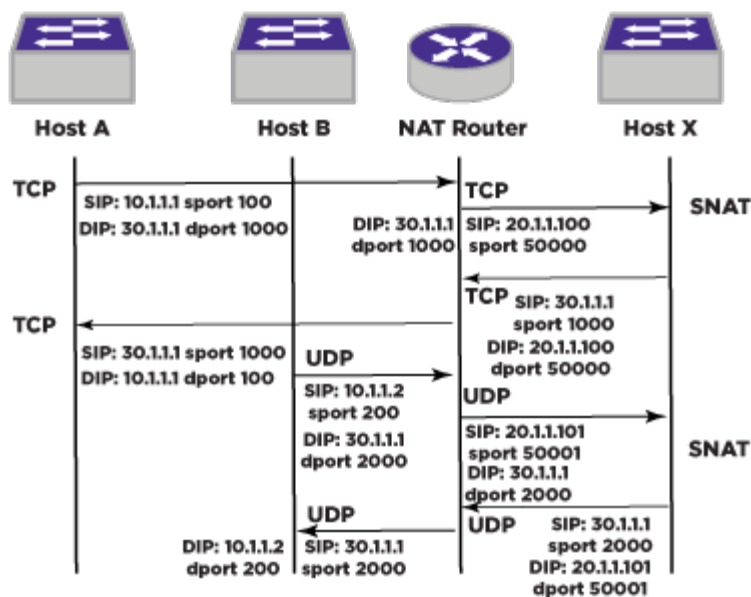 Host A
Host B
NAT Router
Host X
TCP
SIP: 10.1.1.1 sport 100
DIP: 30.1.1.1 dport 1000
TCP
DIP: 30.1.1.1
dport 1000
SIP: 20.1.1.100
sport 50000
SNAT
TCP
SIP: 30.1.1.1
sport 1000
DIP: 20.1.1.100
dport 50000
TCP
SIP: 30.1.1.1 sport 1000
DIP: 10.1.1.1 dport 100
UDP
SIP: 10.1.1.2
sport 200
DIP: 30.1.1.1
dport 2000
UDP
SIP: 20.1.1.101
sport 50001
DIP: 30.1.1.1
dport 2000
SNAT
UDP
SIP: 30.1.1.1
sport 2000
DIP: 20.1.1.101
dport 50001
UDP
DIP: 10.1.1.2
dport 200
SIP: 30.1.1.1
sport 2000